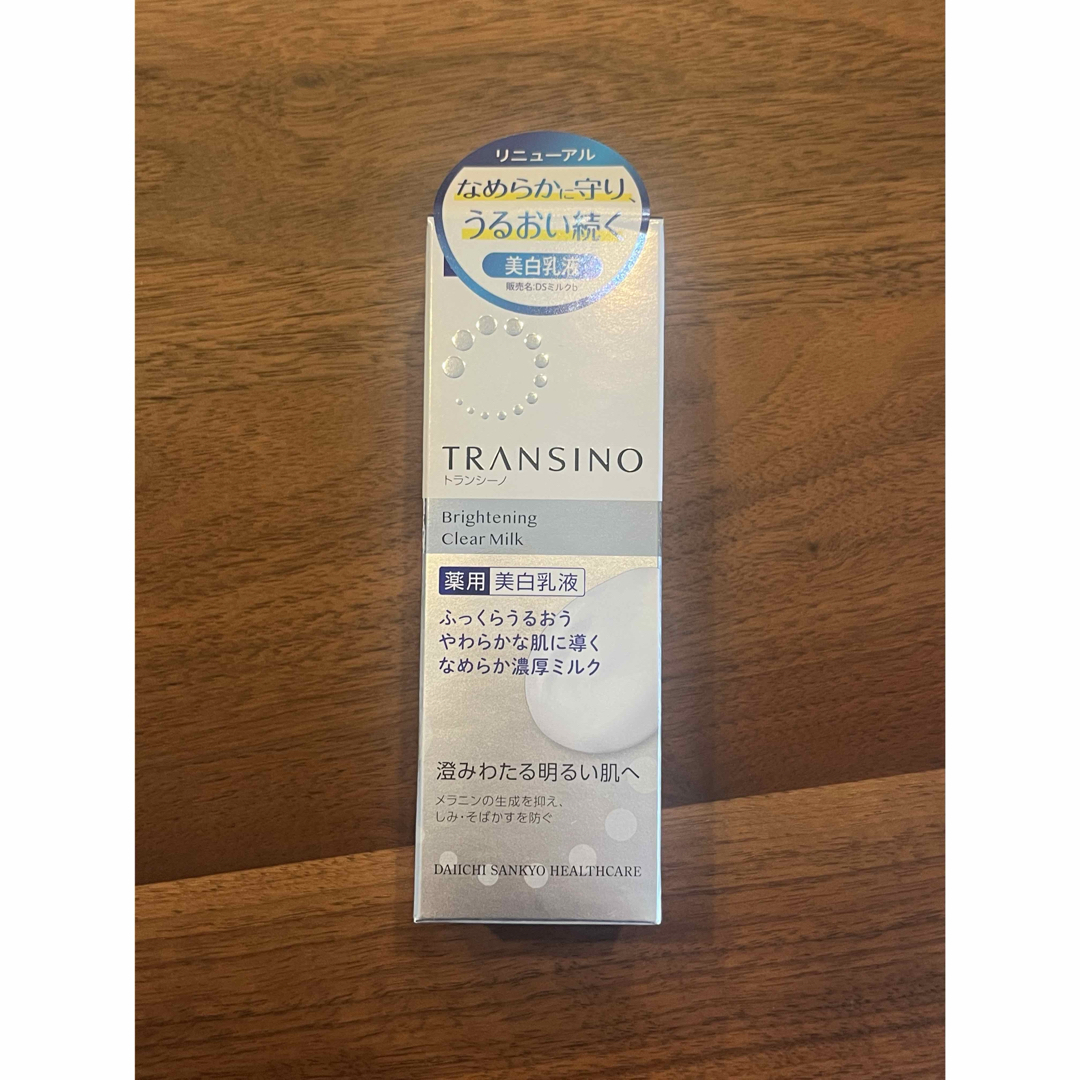 リニューアル
なめらかに守り、
うるおい続く
美白乳液
販売名:DSミルクb
TRANSINO
トランシーノ
Brightening
Clear Milk
薬用 美白乳液
ふっくらうるおう
やわらかな肌に導く
なめらか濃厚ミルク
澄みわたる明るい肌へ
メラニンの生成を抑え、
しみ・そばかすを防ぐ
DAIICHI SANKYO HEALTHCARE